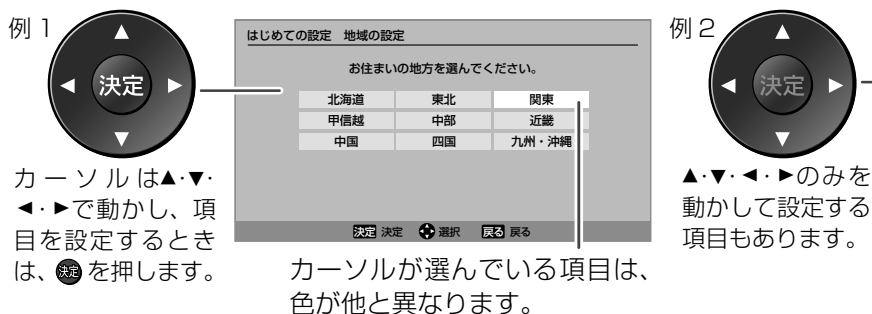 例1
決定
カーソルは▲·▼·
◄·►で動かし、項
目を設定するとき
は、決定を押します。
はじめての設定 地域の設定
お住まいの地方を選んでください。
北海道 東北 関東
甲信越 中部 近畿
中国 四国 九州・沖縄
決定 決定 選択 戻る 戻る
カーソルが選んでいる項目は、
色が他と異なります。
例2
決定
▲·▼·◄·►のみを
動かして設定する
項目もあります。